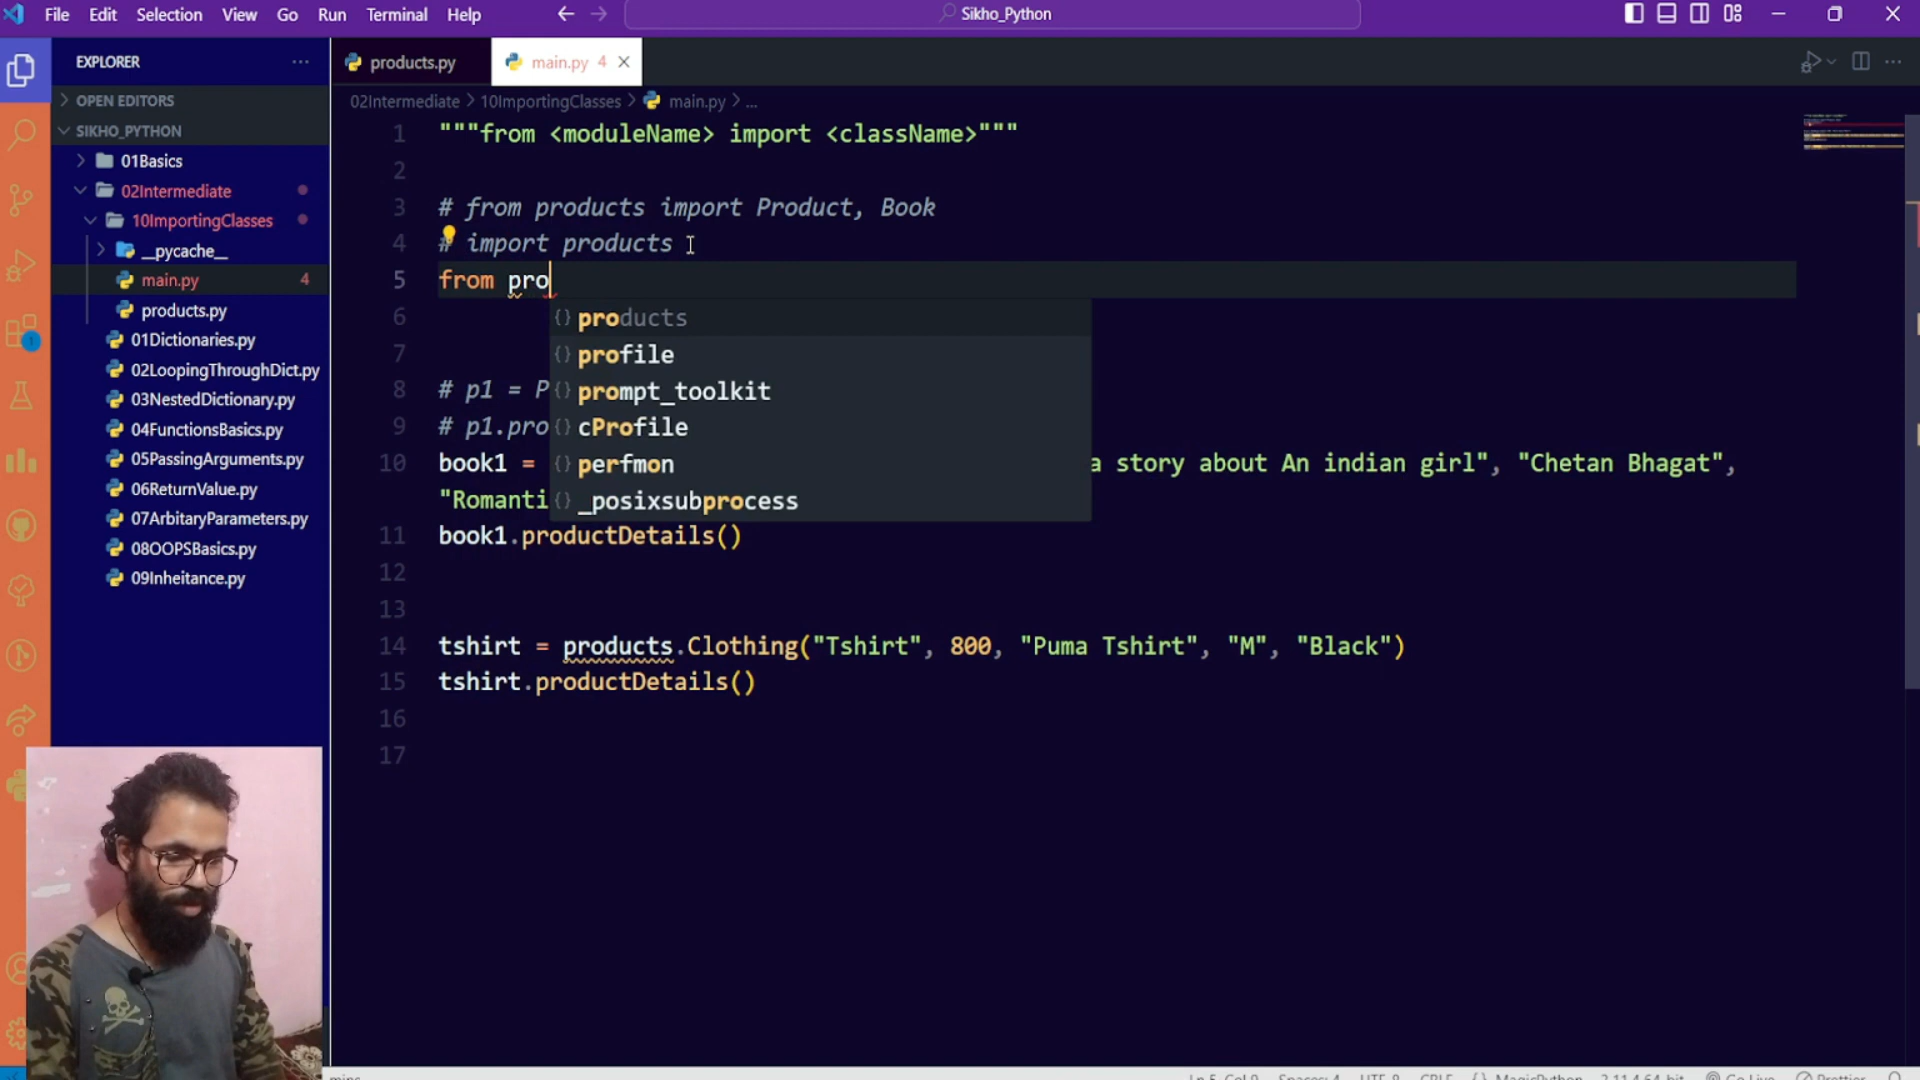 File Edit Selection View Go Run Terminal Help
Sikho_Python
EXPLORER
products.py
main.py 4
OPEN EDITORS
02Intermediate > 10ImportingClasses > main.py > ...
SIKHO_PYTHON
01Basics
02Intermediate
10ImportingClasses
__pycache__
main.py 4
products.py
01Dictionaries.py
02LoopingThroughDict.py
03NestedDictionary.py
04FunctionsBasics.py
05PassingArguments.py
06ReturnValue.py
07ArbitaryParameters.py
08OOPSBasics.py
09Inheitance.py
1 """from <moduleName> import <className>"""
2
3 # from products import Product, Book
4 # import products
5 from pro
products
profile
prompt_toolkit
cProfile
perfmon
_posixsubprocess
6
7
8 # p1 = P
9 # p1.pro
10 book1 = a story about An indian girl", "Chetan Bhagat",
"Romanti
11 book1.productDetails()
12
13
14 tshirt = products.Clothing("Tshirt", 800, "Puma Tshirt", "M", "Black")
15 tshirt.productDetails()
16
17